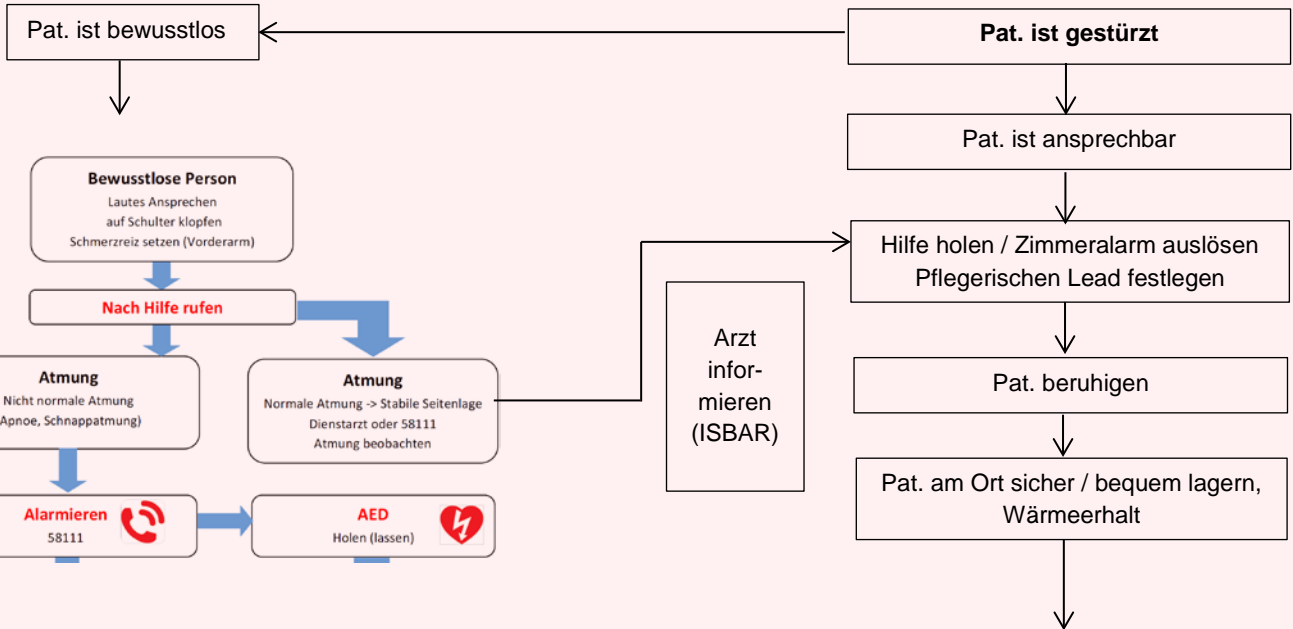 Pat. ist bewusstlos
Pat. ist gestürzt
Pat. ist ansprechbar
Bewusstlose Person
Lautes Ansprechen
auf Schulter klopfen
Schmerzreiz setzen (Vorderarm)
Nach Hilfe rufen
Atmung
Nicht normale Atmung
Apnoe, Schnappatmung)
Atmung
Normale Atmung -> Stabile Seitenlage
Dienstarzt oder 58111
Atmung beobachten
Alarmieren
58111
AED
Holen (lassen)
Arzt
infor-
mieren
(ISBAR)
Hilfe holen / Zimmeralarm auslösen
Pflegerischen Lead festlegen
Pat. beruhigen
Pat. am Ort sicher / bequem lagern,
Wärmeerhalt